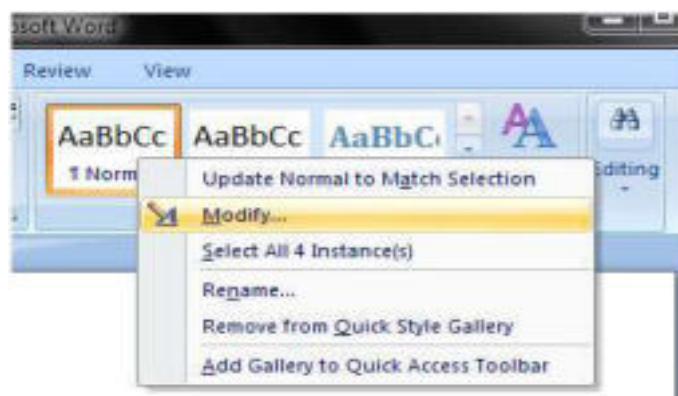 soft Word
Review View
AaBbCc AaBbCc AaBbC
¶ Norm
Editing
Update Normal to Match Selection
Modify...
Select All 4 Instance(s)
Rename...
Remove from Quick Style Gallery
Add Gallery to Quick Access Toolbar